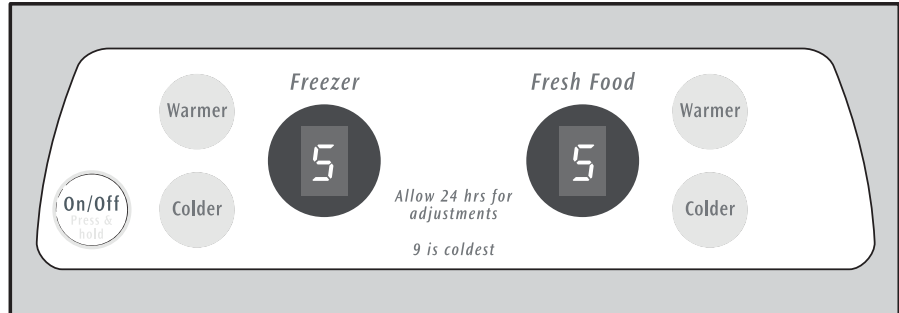 Freezer
Fresh Food
Warmer
Warmer
5
5
On/Off
Press &
hold
Colder
Colder
Allow 24 hrs for
adjustments
9 is coldest